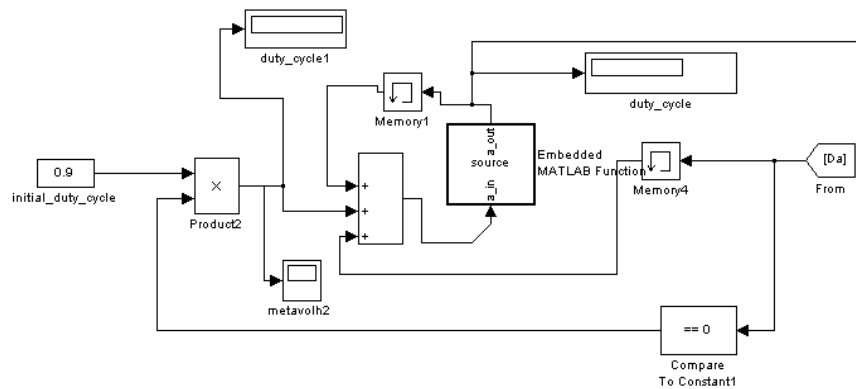 duty_cycle1
duty_cycle
Memory1
a_out
source
a_in
Embedded
MATLAB Function
Memory4
[Da]
From
0.9
initial_duty_cycle
×
Product2
+
+
+
metavolh2
== 0
Compare
To Constant1